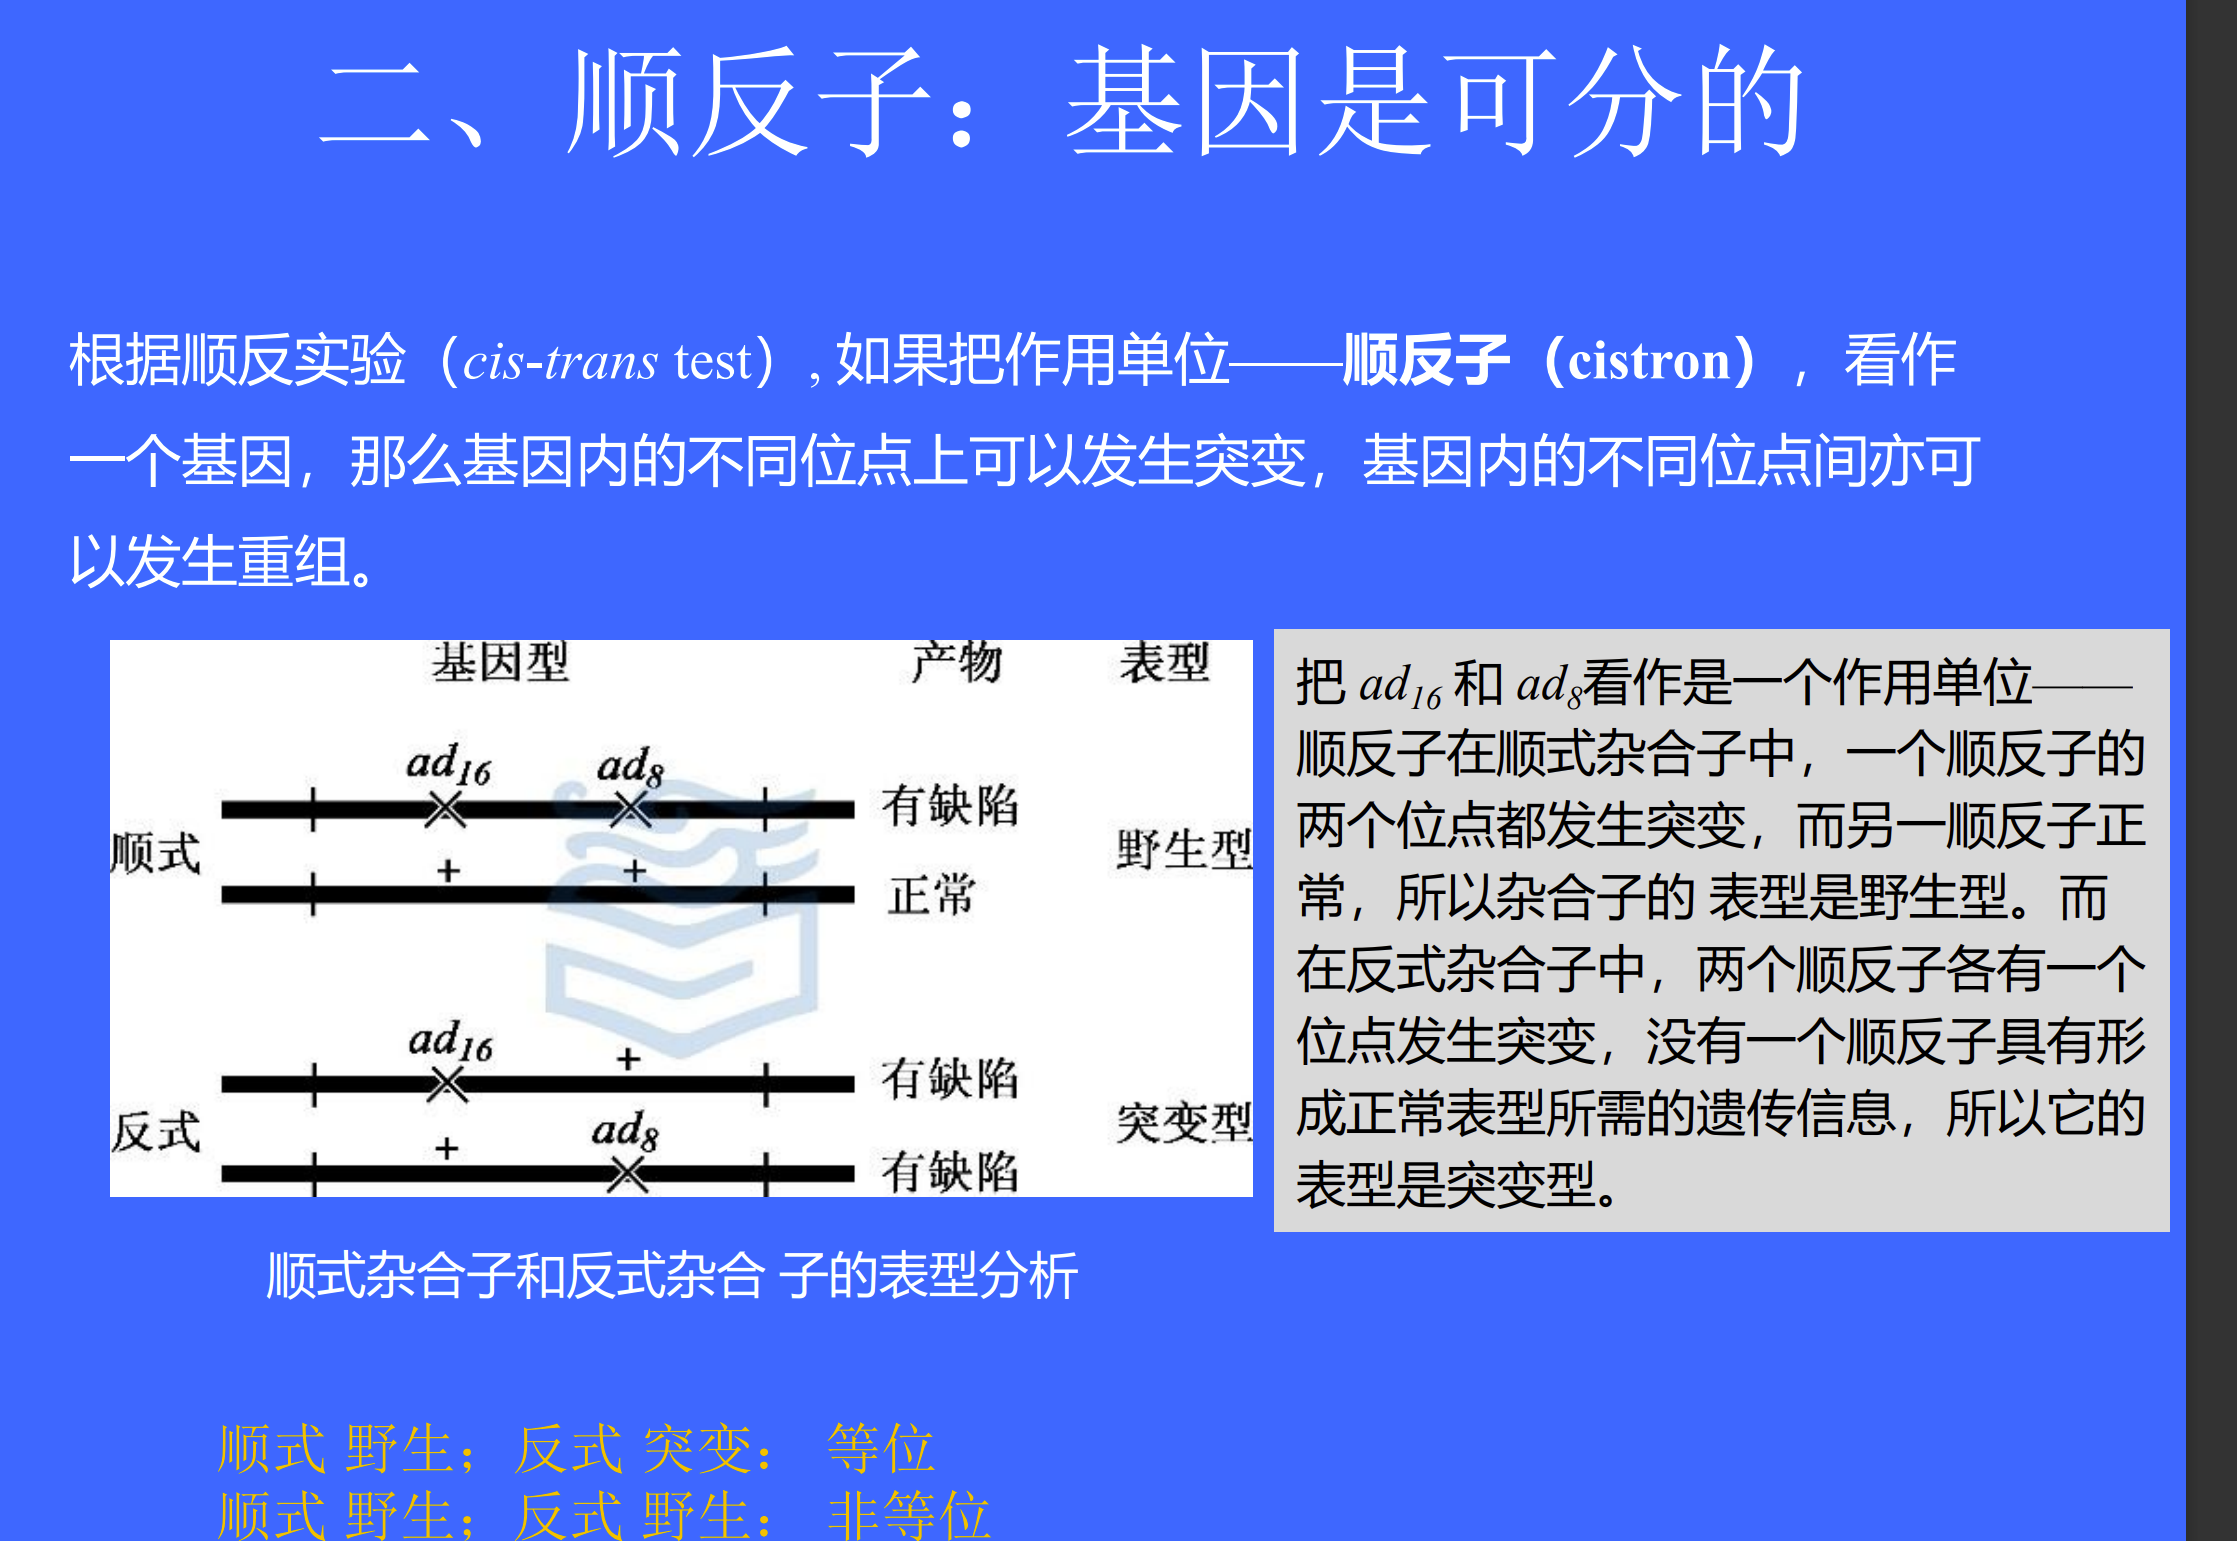 二、顺反子：基因是可分的
根据顺反实验（cis-trans test）, 如果把作用单位——顺反子（cistron），看作
一个基因，那么基因内的不同位点上可以发生突变，基因内的不同位点间亦可
以发生重组。
基因型 产物 表型
ad16 ad8
有缺陷
顺式 野生型
+ +
正常
ad16 +
有缺陷
反式 突变型
+ ad8
有缺陷
把 ad16 和 ad8看作是一个作用单位——
顺反子在顺式杂合子中，一个顺反子的
两个位点都发生突变，而另一顺反子正
常，所以杂合子的 表型是野生型。而
在反式杂合子中，两个顺反子各有一个
位点发生突变，没有一个顺反子具有形
成正常表型所需的遗传信息，所以它的
表型是突变型。
顺式杂合子和反式杂合 子的表型分析
顺式 野生；反式 突变： 等位
顺式 野生；反式 野生： 非等位